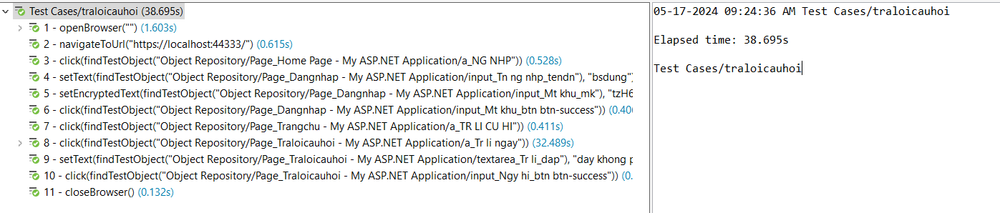 Test Cases/traloicauhoi (38.695s)
1 - openBrowser("") (1.603s)
2 - navigateToUrl("https://localhost:44333/") (0.615s)
3 - click(findTestObject("Object Repository/Page_Home Page - My ASP.NET Application/a_NG NHP")) (0.528s)
4 - setText(findTestObject("Object Repository/Page_Dangnhap - My ASP.NET Application/input_Tn ng nhp_tendn"), "bsdung")
5 - setEncryptedText(findTestObject("Object Repository/Page_Dangnhap - My ASP.NET Application/input_Mt khu_mk"), "tzH6
6 - click(findTestObject("Object Repository/Page_Dangnhap - My ASP.NET Application/input_Mt khu_btn btn-success")) (0.406
7 - click(findTestObject("Object Repository/Page_Trangchu - My ASP.NET Application/a_TR LI CU HI")) (0.411s)
8 - click(findTestObject("Object Repository/Page_Traloicauhoi - My ASP.NET Application/a_Tr li ngay")) (32.489s)
9 - setText(findTestObject("Object Repository/Page_Traloicauhoi - My ASP.NET Application/textarea_Tr li_dap"), "day khong p
10 - click(findTestObject("Object Repository/Page_Traloicauhoi - My ASP.NET Application/input_Ngy hi_btn btn-success")) (0.
11 - closeBrowser() (0.132s)
05-17-2024 09:24:36 AM Test Cases/traloicauhoi
Elapsed time: 38.695s
Test Cases/traloicauhoi